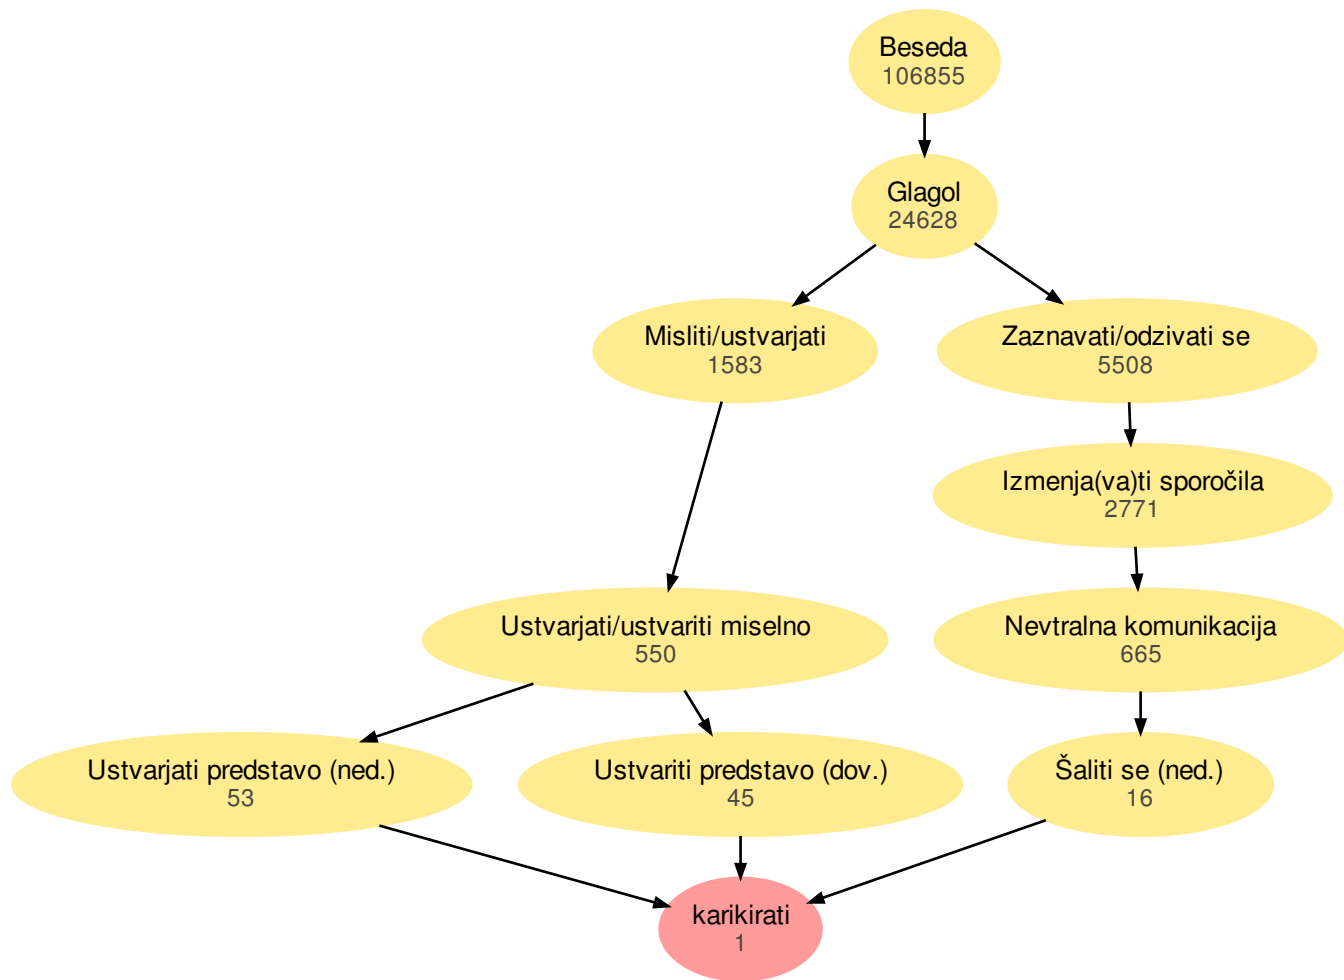 Beseda
106855
Glagol
24628
Misliti/ustvarjati
1583
Zaznavati/odzivati se
5508
Izmenja(va)ti sporočila
2771
Ustvarjati/ustvariti miselno
550
Nevtralna komunikacija
665
Ustvarjati predstavo (ned.)
53
Ustvariti predstavo (dov.)
45
Šaliti se (ned.)
16
karikirati
1